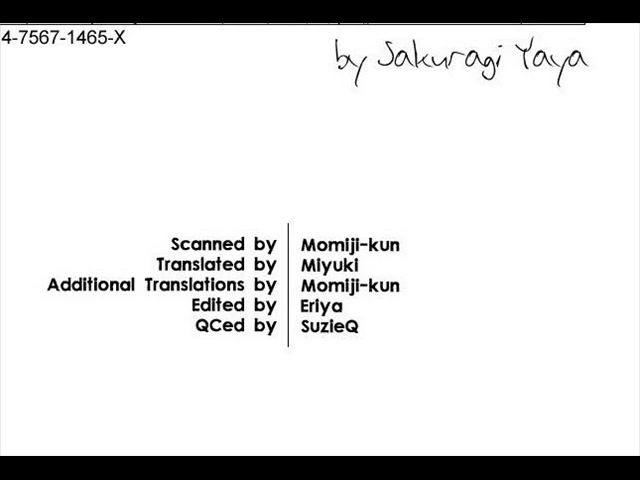 4-7567-1465-X
by Sakuragi Yaya
Scanned by Momiji-kun
Translated by Miyuki
Additional Translations by Momiji-kun
Edited by Eriya
QCed by SuzieQ